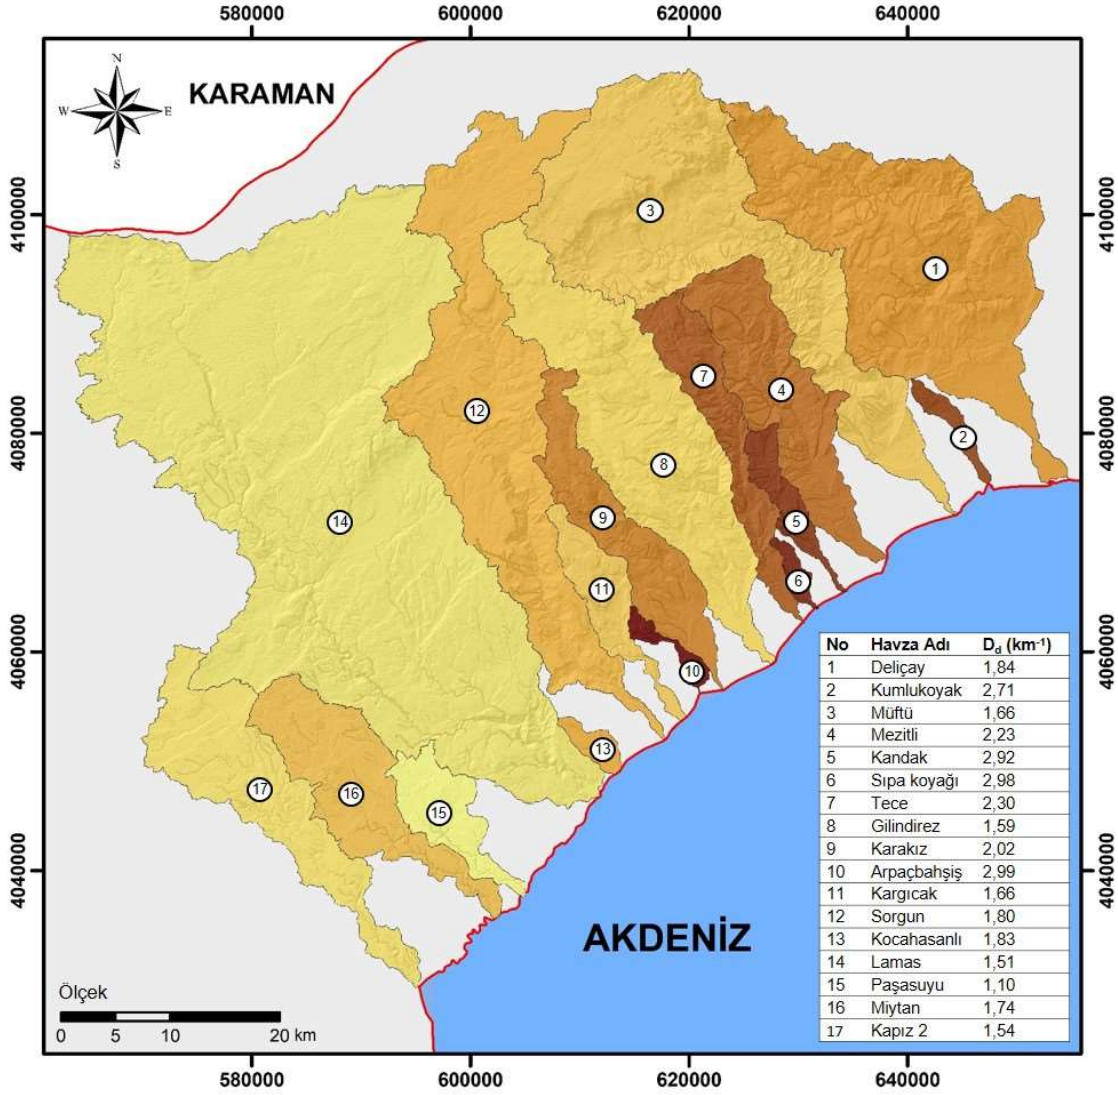 580000 600000 620000 640000
N
W E
S
KARAMAN
4100000 4100000
3
1
7
4
12
4080000 4080000
2
8
9
14
5
6
11
4060000 4060000
10
13
17
16
15
4040000 4040000
AKDENİZ
No Havza Adı Dd (km-1)
1 Deliçay 1,84
2 Kumlukoyak 2,71
3 Müftü 1,66
4 Mezitli 2,23
5 Kandak 2,92
6 Sıpa koyağı 2,98
7 Tece 2,30
8 Gilindirez 1,59
9 Karakız 2,02
10 Arpaçbahşiş 2,99
11 Kargıcak 1,66
12 Sorgun 1,80
13 Kocahasanlı 1,83
14 Lamas 1,51
15 Paşasuyu 1,10
16 Miytan 1,74
17 Kapız 2 1,54
Ölçek
0 5 10 20 km
580000 600000 620000 640000